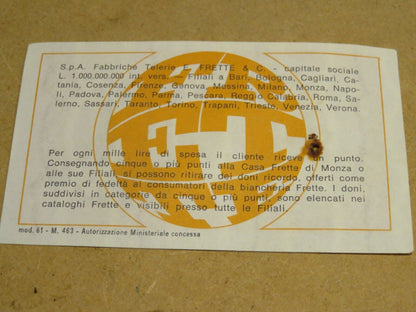 S.p.A. Fabbriche Telerie E. FRETTE & C. - capitale sociale
L. 1.000.000.000 int. vers. - Filiali a Bari, Bologna, Cagliari, Ca-
tania, Cosenza, Firenze, Genova, Messina, Milano, Monza, Napo-
li, Padova, Palermo, Parma, Pescara, Reggio Calabria, Roma, Sa-
lerno, Sassari, Taranto, Torino, Trapani, Trieste, Venezia, Verona.
Per ogni mille lire di spesa il cliente riceve un punto.
Consegnando cinque o più punti alla Casa Frette di Monza o
alle sue Filiali, si possono ritirare dei doni ricordo, offerti come
premio di fedeltà ai consumatori della biancheria Frette. I doni,
suddivisi in categorie da cinque o più punti, sono elencati nei
cataloghi Frette e visibili presso tutte le Filiali.
mod. 61 - M. 463 - Autorizzazione Ministeriale concessa